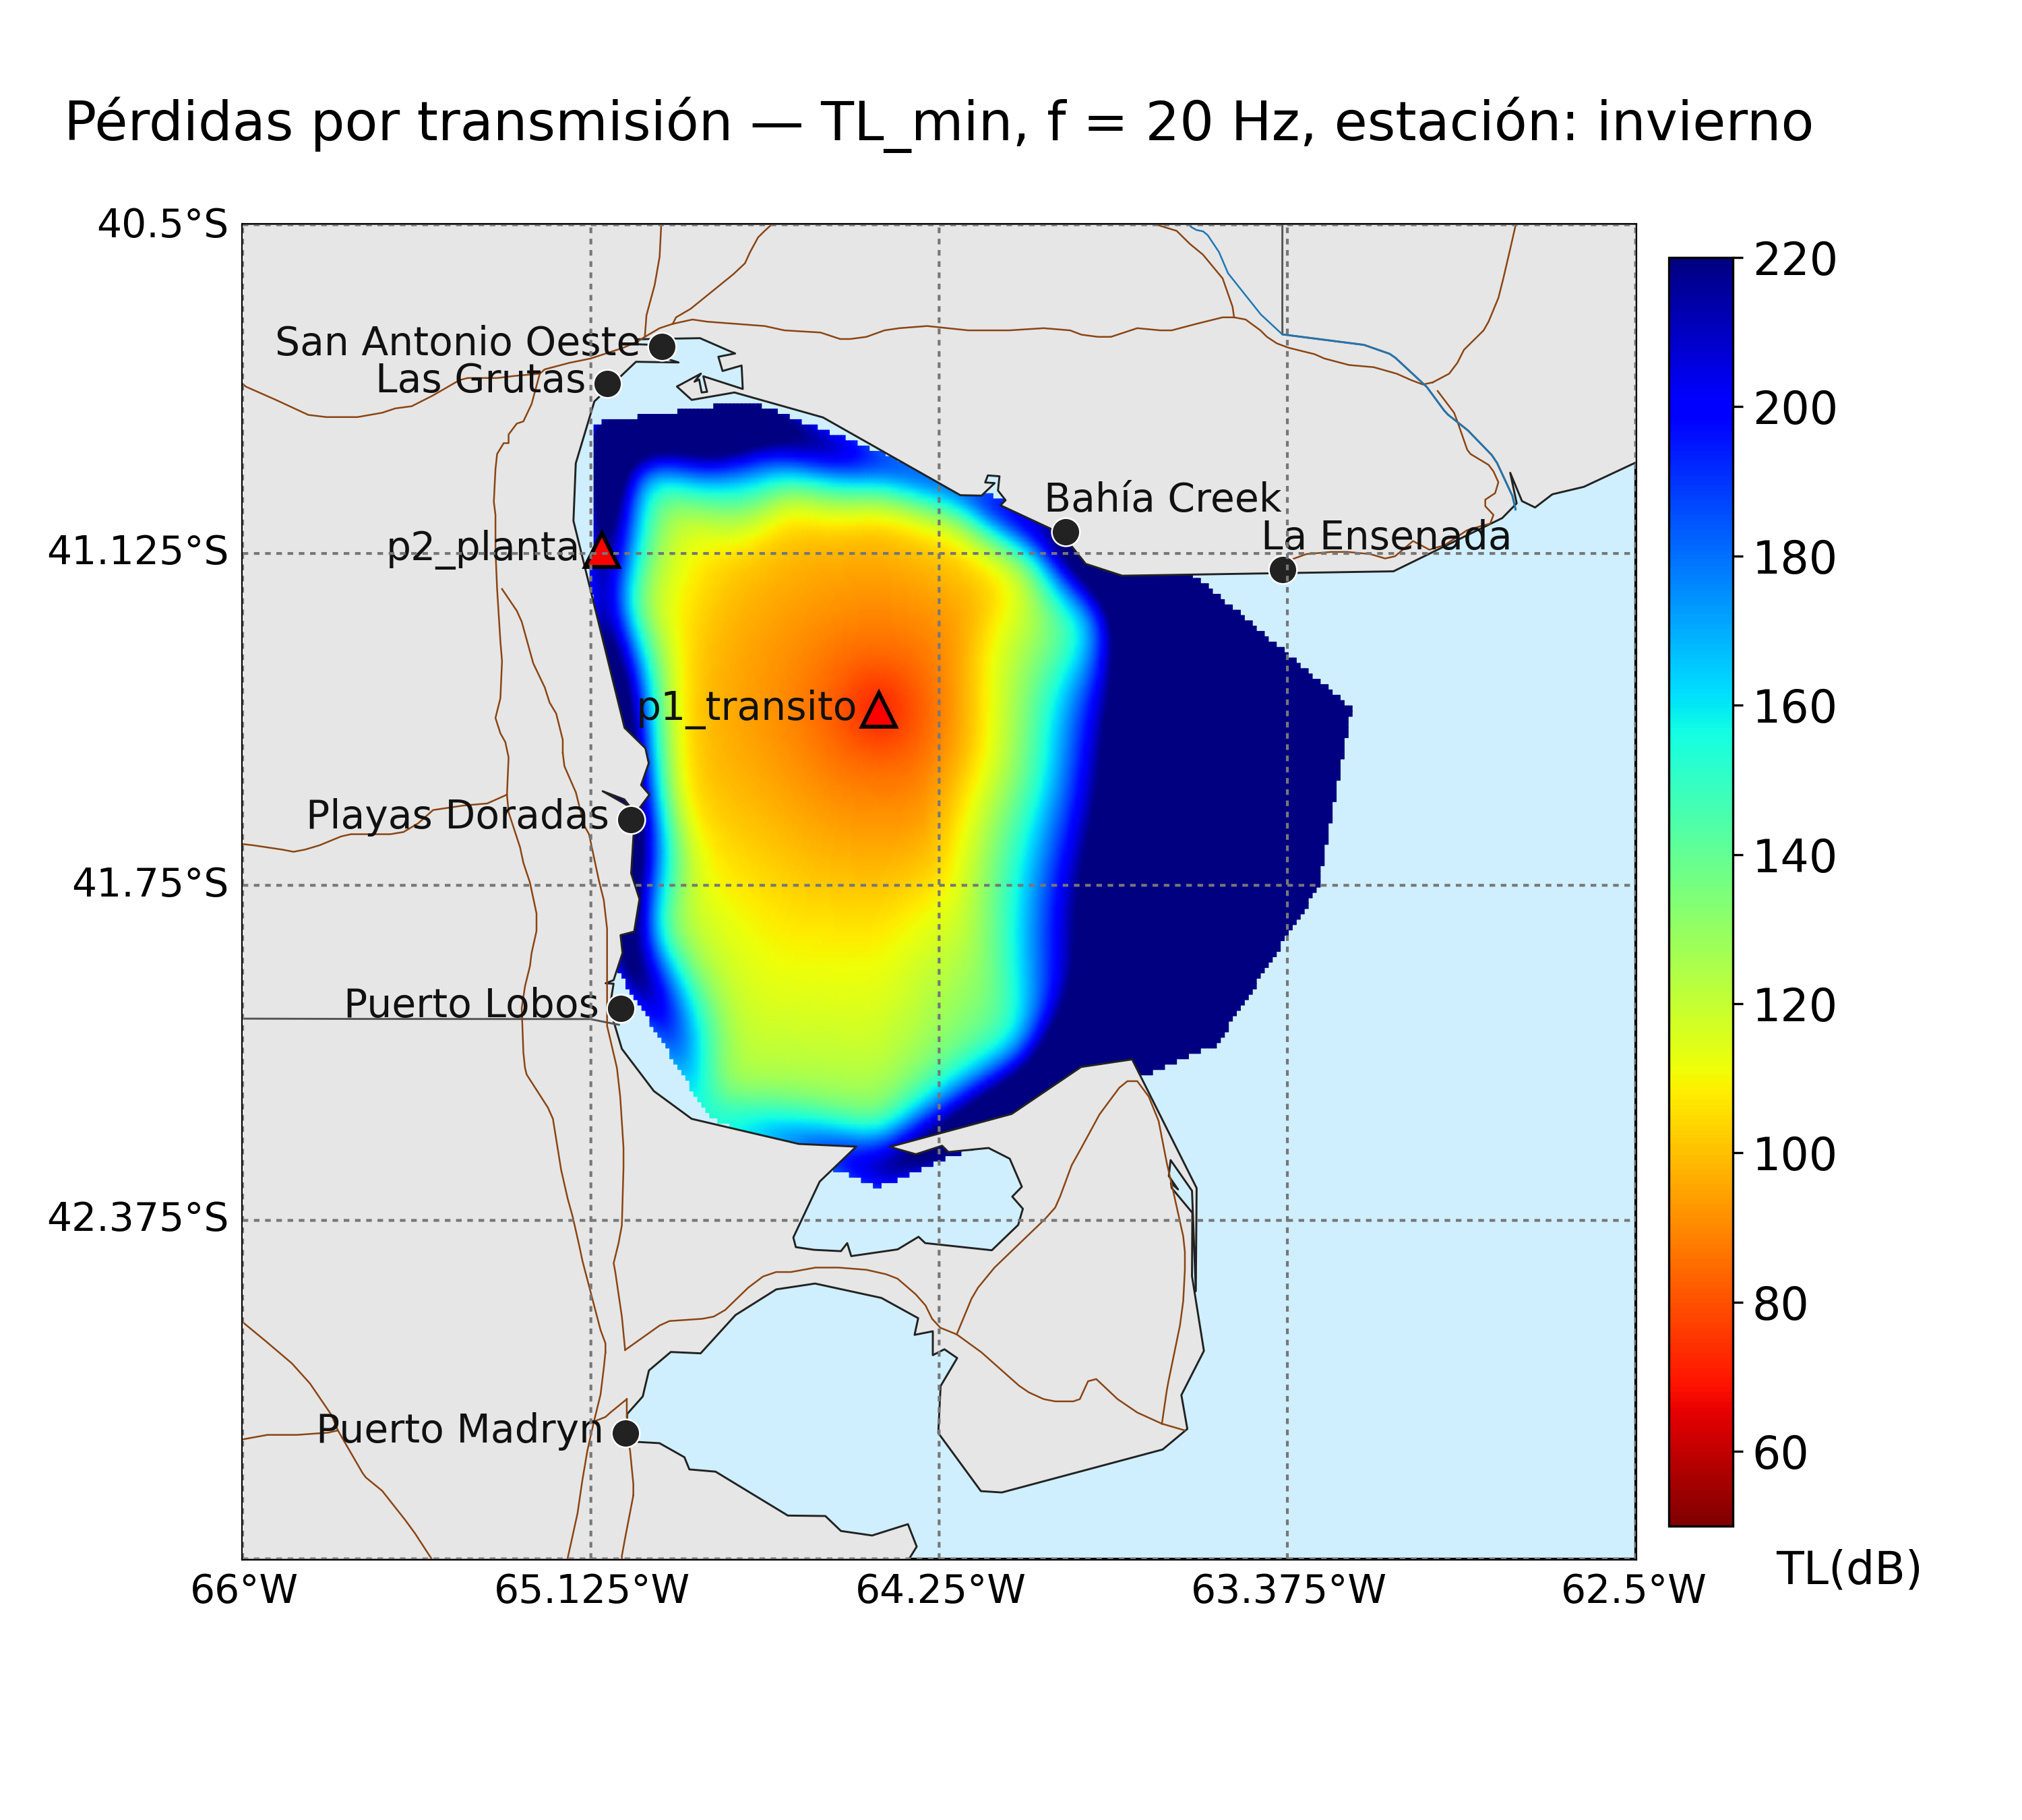 Pérdidas por transmisión — TL_min, f = 20 Hz, estación: invierno
40.5°S
220
San Antonio Oeste
Las Grutas
200
Bahía Creek
La Ensenada
p2_planta
41.125°S
180
160
p1_transito
Playas Doradas
140
41.75°S
120
Puerto Lobos
100
42.375°S
80
Puerto Madryn
60
TL(dB)
66°W
65.125°W
64.25°W
63.375°W
62.5°W